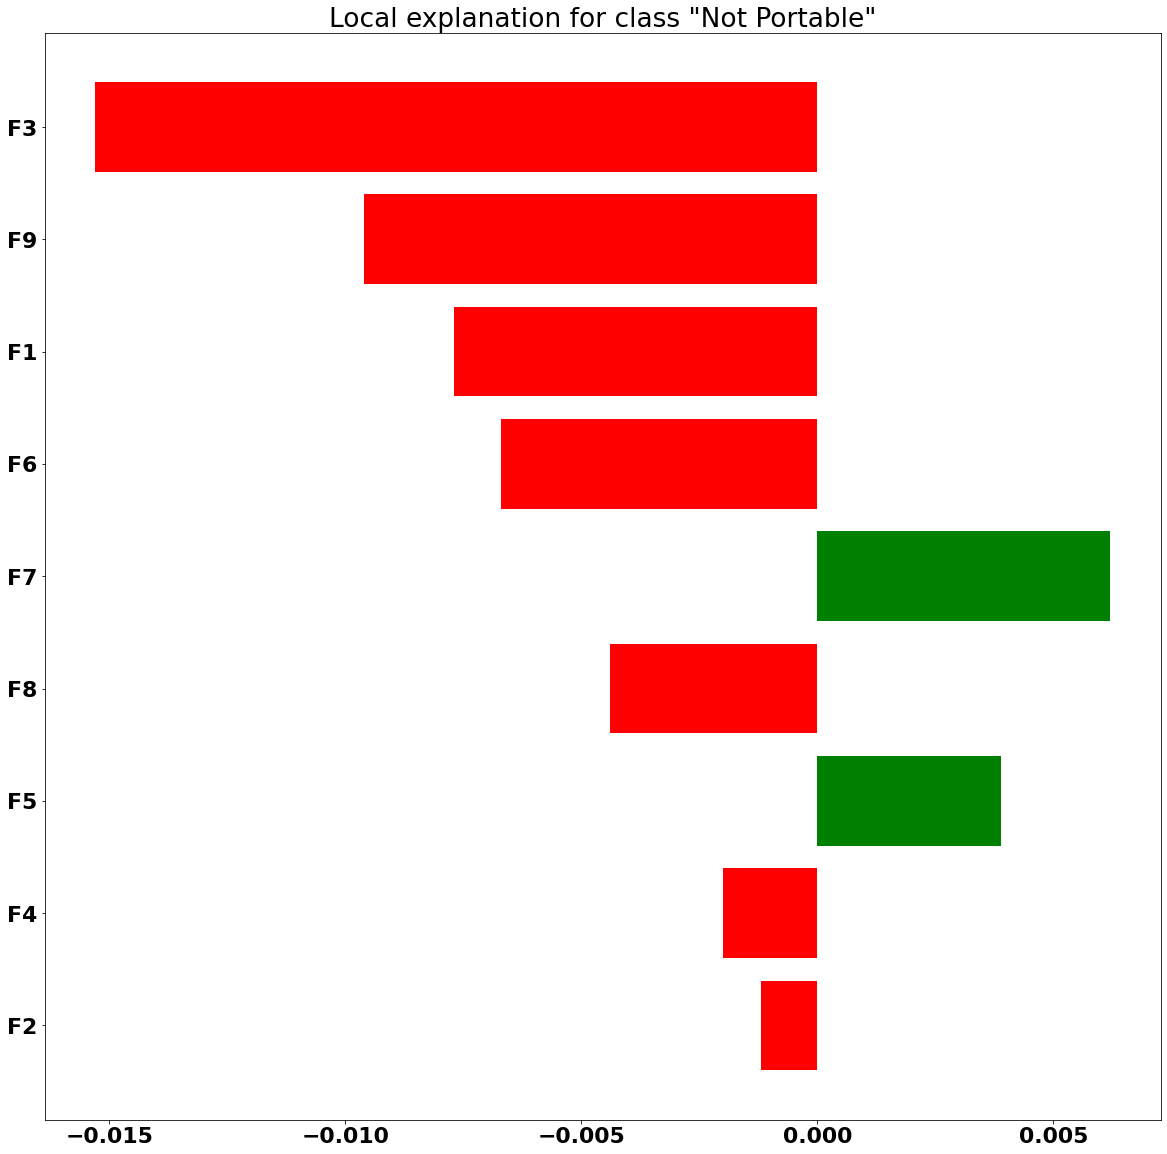 Local explanation for class "Not Portable"
F3
F9
F1
F6
F7
F8
F5
F4
F2
−0.015 −0.010 −0.005 0.000 0.005